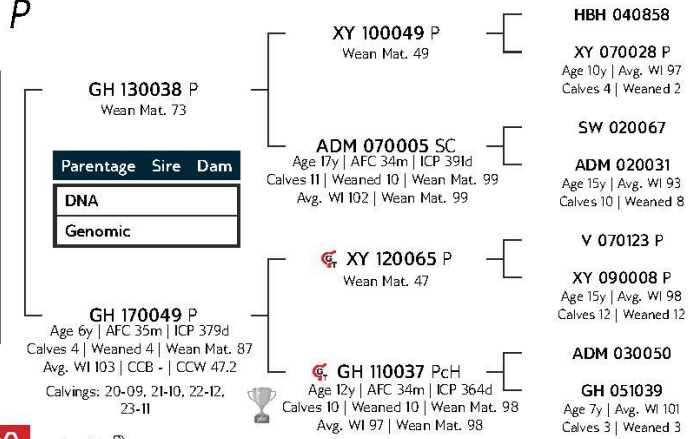 P
GH 130038 P
Wean Mat. 73
Parentage Sire Dam
DNA
Genomic
GH 170049 P
Age 6y | AFC 35m | ICP 379d
Calves 4 | Weaned 4 | Wean Mat. 87
Avg. WI 103 | CCB - | CCW 47.2
Calvings: 20-09, 21-10, 22-12,
23-11
XY 100049 P
Wean Mat. 49
ADM 070005 SC
Age 17y | AFC 34m | ICP 391d
Calves 11 | Weaned 10 | Wean Mat. 99
Avg. WI 102 | Wean Mat. 99
GT XY 120065 P
Wean Mat. 47
GT GH 110037 PcH
Age 12y | AFC 34m | ICP 364d
Calves 10 | Weaned 10 | Wean Mat. 98
Avg. WI 97 | Wean Mat. 98
HBH 040858
XY 070028 P
Age 10y | Avg. WI 97
Calves 4 | Weaned 2
SW 020067
ADM 020031
Age 15y | Avg. WI 93
Calves 10 | Weaned 8
V 070123 P
XY 090008 P
Age 15y | Avg. WI 98
Calves 12 | Weaned 12
ADM 030050
GH 051039
Age 7y | Avg. WI 101
Calves 3 | Weaned 3